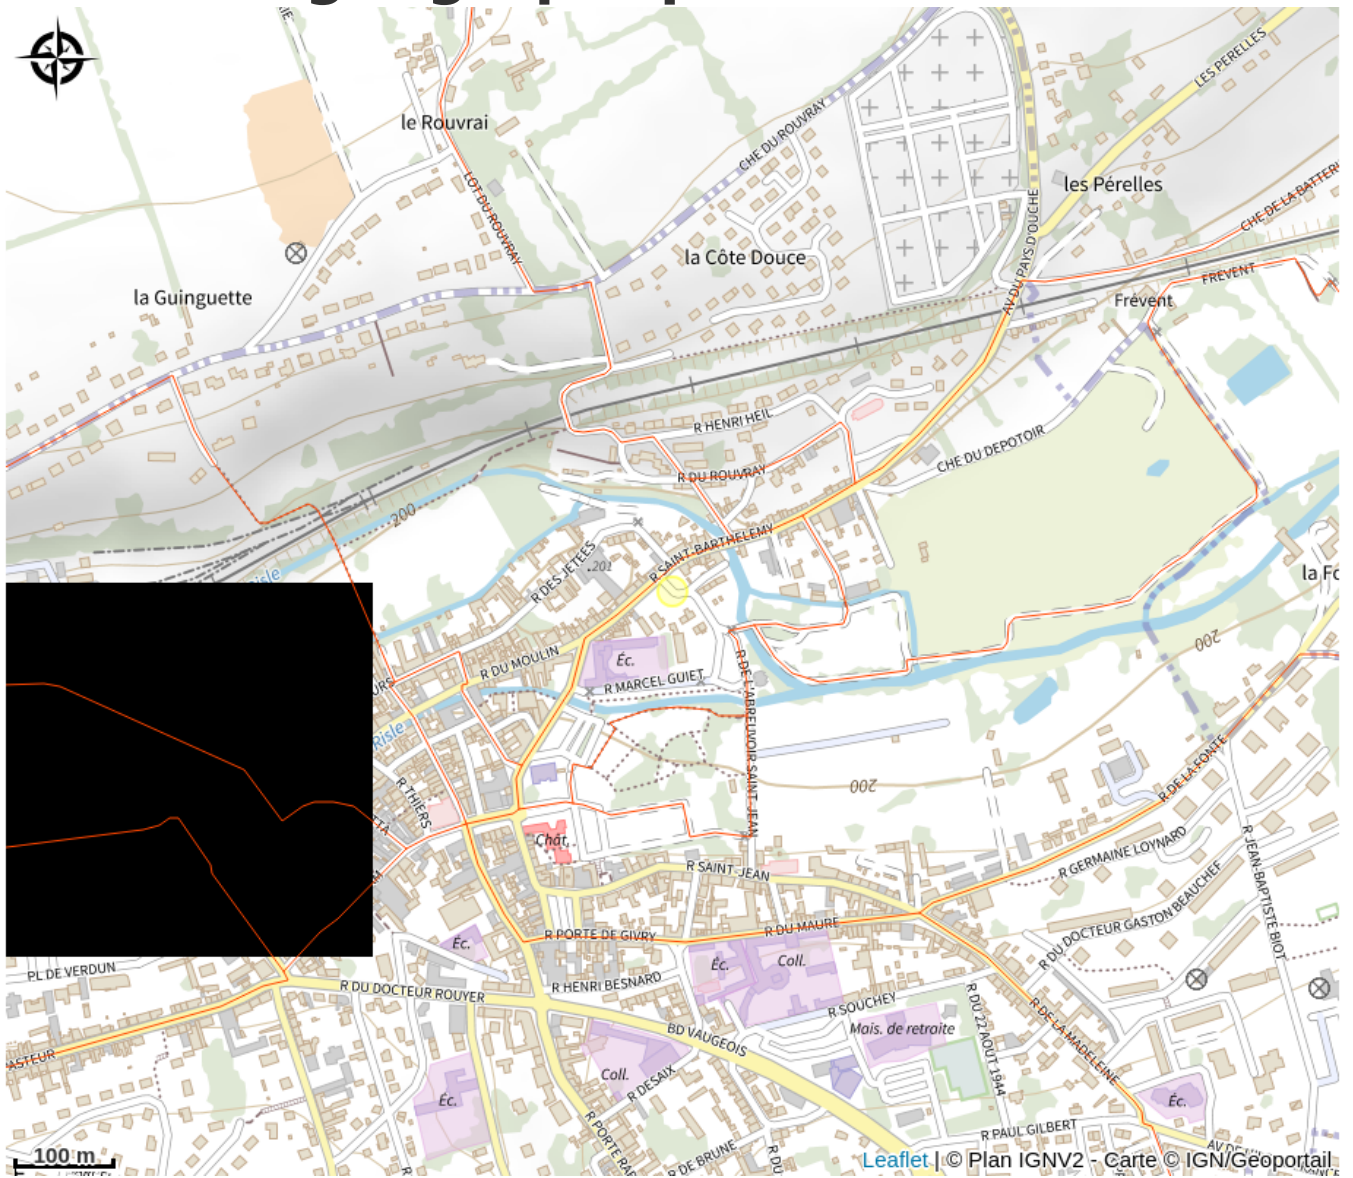 le Rouvrai
CHE DU ROUVRAY
LES PERELLES
les Pérelles
LOT DU ROUVRAY
la Côte Douce
AV DU PAYS D'OUCHE
CHE DE LA BATTERI
la Guinguette
FREVENT
Frévent
R HENRI HEIL
CHE DU DEPOTOIR
R DU ROUVRAY
200
R SAINT-BARTHELEMY
R DES JETEES
201
la Fo
200
R DU MOULIN
Éc.
R MARCEL GUIET
R DE L'ABREUVOIR SAINT-JEAN
Risle
R THIERS
200
R DE LA FONTE
Chât.
R SAINT-JEAN
R GERMAINE LOYNARD
R JEAN-BAPTISTE BIOT
R DU DOCTEUR GASTON BEAUCHEF
R PORTE DE GIVRY
R DU MAURE
Éc.
Éc.
Coll.
PL DE VERDUN
R DU DOCTEUR ROUYER
R HENRI BESNARD
R SOUCHEY
R DU 22 AOUT 1944
R DE LA MADELEINE
BD VAUGEOIS
Mais. de retraite
ASTEUR
Coll.
R DESAIX
Éc.
Éc.
R PORTE RAB
R PAUL GILBERT
R DE BRUNE
R DU
100 m
Leaflet | © Plan IGNV2 - Carte © IGN/Geoportail